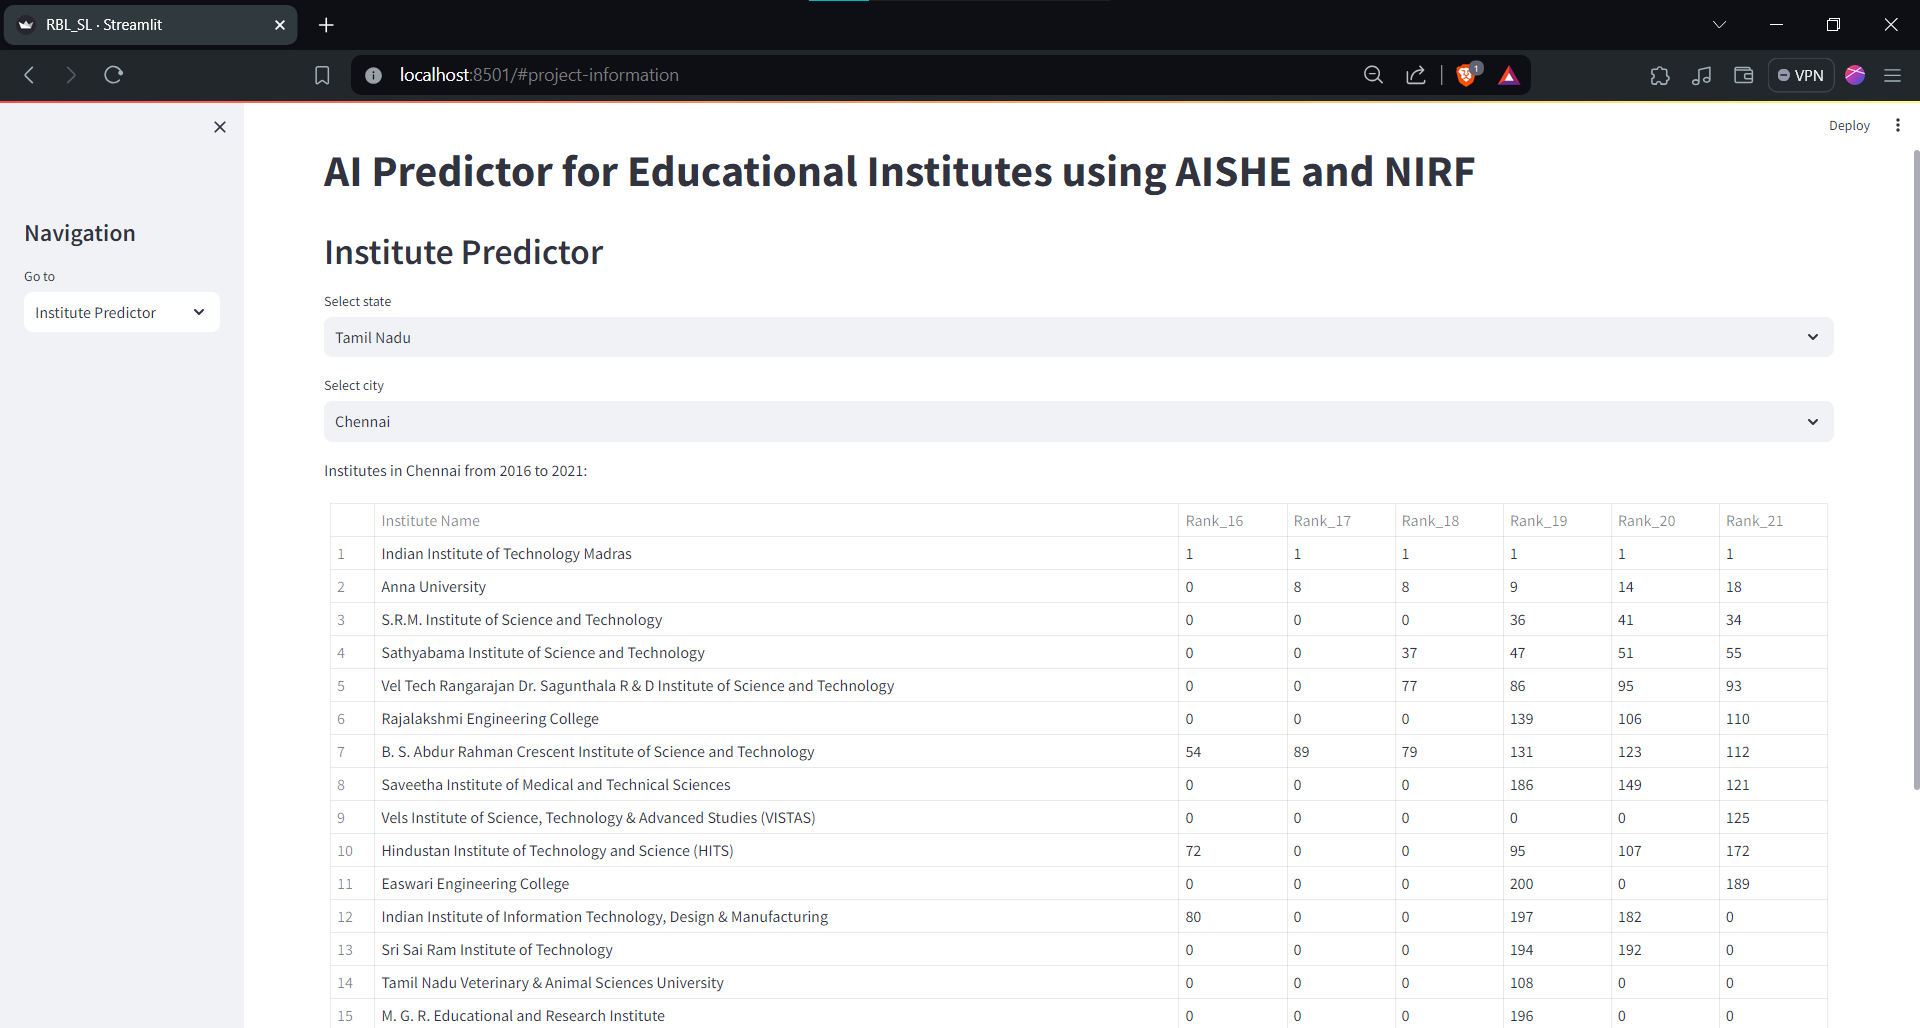 RBL_SL · Streamlit
localhost:8501/#project-information
1
VPN
Deploy
Navigation
Go to
Institute Predictor
AI Predictor for Educational Institutes using AISHE and NIRF
Institute Predictor
Select state
Tamil Nadu
Select city
Chennai
Institutes in Chennai from 2016 to 2021:
Institute Name Rank_16 Rank_17 Rank_18 Rank_19 Rank_20 Rank_21
1 Indian Institute of Technology Madras 1 1 1 1 1 1
2 Anna University 0 8 8 9 14 18
3 S.R.M. Institute of Science and Technology 0 0 0 36 41 34
4 Sathyabama Institute of Science and Technology 0 0 37 47 51 55
5 Vel Tech Rangarajan Dr. Sagunthala R & D Institute of Science and Technology 0 0 77 86 95 93
6 Rajalakshmi Engineering College 0 0 0 139 106 110
7 B. S. Abdur Rahman Crescent Institute of Science and Technology 54 89 79 131 123 112
8 Saveetha Institute of Medical and Technical Sciences 0 0 0 186 149 121
9 Vels Institute of Science, Technology & Advanced Studies (VISTAS) 0 0 0 0 0 125
10 Hindustan Institute of Technology and Science (HITS) 72 0 0 95 107 172
11 Easwari Engineering College 0 0 0 200 0 189
12 Indian Institute of Information Technology, Design & Manufacturing 80 0 0 197 182 0
13 Sri Sai Ram Institute of Technology 0 0 0 194 192 0
14 Tamil Nadu Veterinary & Animal Sciences University 0 0 0 108 0 0
15 M. G. R. Educational and Research Institute 0 0 0 196 0 0